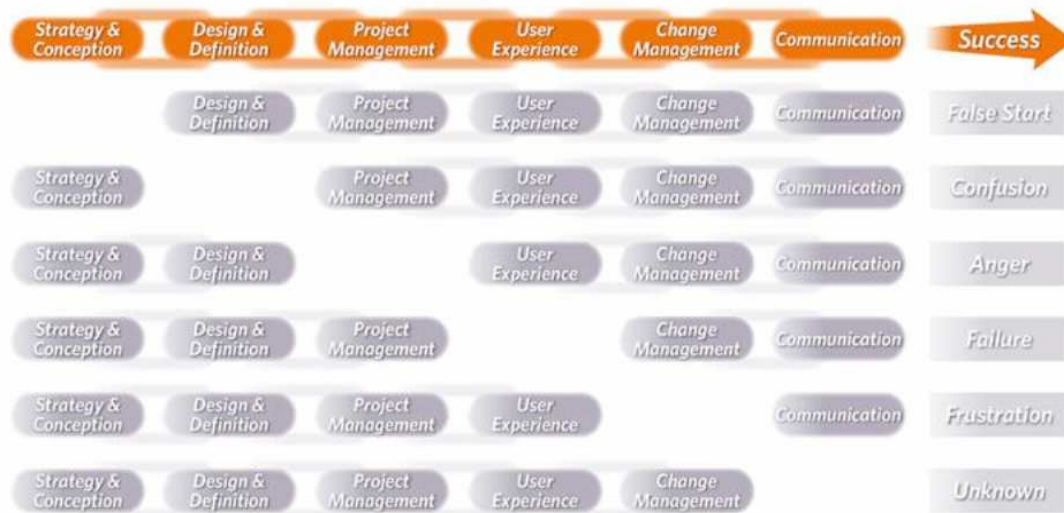 Strategy &
Conception
Design &
Definition
Project
Management
User
Experience
Change
Management
Communication
Success
Design &
Definition
Project
Management
User
Experience
Change
Management
Communication
False Start
Strategy &
Conception
Project
Management
User
Experience
Change
Management
Communication
Confusion
Strategy &
Conception
Design &
Definition
User
Experience
Change
Management
Communication
Anger
Strategy &
Conception
Design &
Definition
Project
Management
Change
Management
Communication
Failure
Strategy &
Conception
Design &
Definition
Project
Management
User
Experience
Communication
Frustration
Strategy &
Conception
Design &
Definition
Project
Management
User
Experience
Change
Management
Unknown